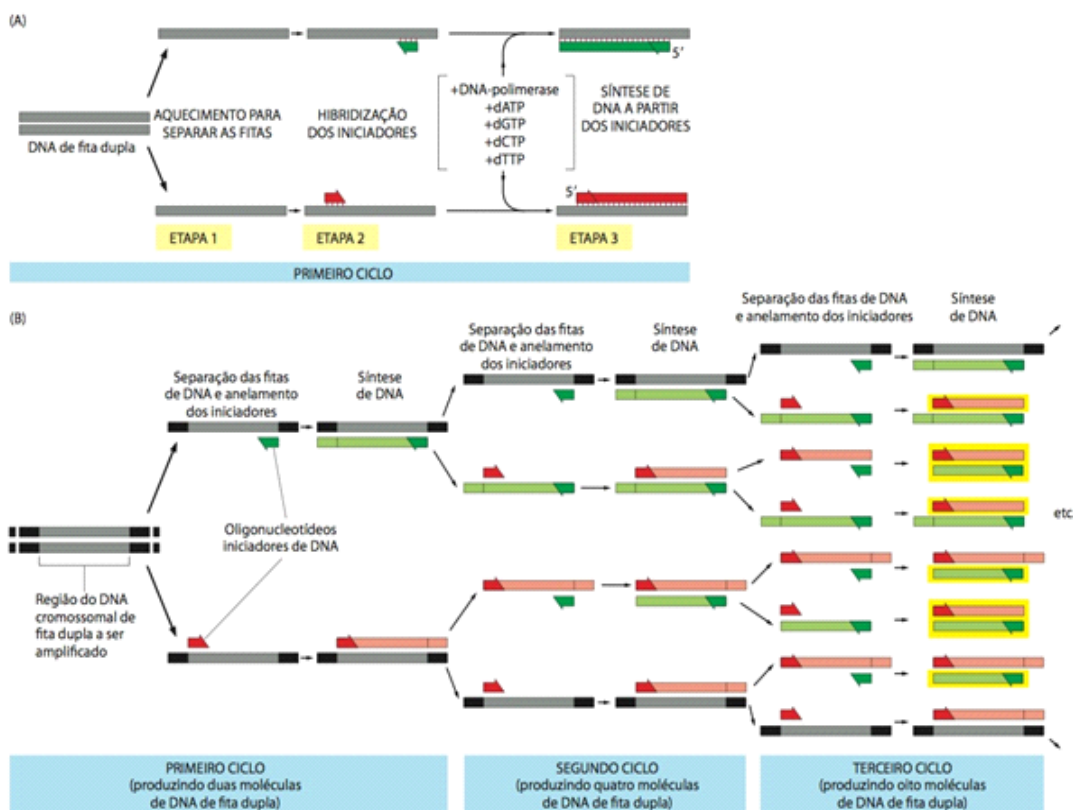 (A)
5'
AQUECIMENTO PARA
SEPARAR AS FITAS
HIBRIDIZAÇÃO
DOS INICIADORES
+DNA-polimerase
+dATP
+dGTP
+dCTP
+dTTP
SÍNTESE DE
DNA A PARTIR
DOS INICIADORES
DNA de fita dupla
5'
ETAPA 1
ETAPA 2
ETAPA 3
PRIMEIRO CICLO
(B)
Separação das fitas
de DNA e anelamento
dos iniciadores
Síntese
de DNA
Separação das fitas
de DNA e anelamento
dos iniciadores
Síntese
de DNA
Separação das fitas de DNA
e anelamento dos iniciadores
Síntese
de DNA
Oligonucleotídeos
iniciadores de DNA
etc
Região do DNA
cromossomal de
fita dupla a ser
amplificado
PRIMEIRO CICLO
(produzindo duas moléculas
de DNA de fita dupla)
SEGUNDO CICLO
(produzindo quatro moléculas
de DNA de fita dupla)
TERCEIRO CICLO
(produzindo oito moléculas
de DNA de fita dupla)